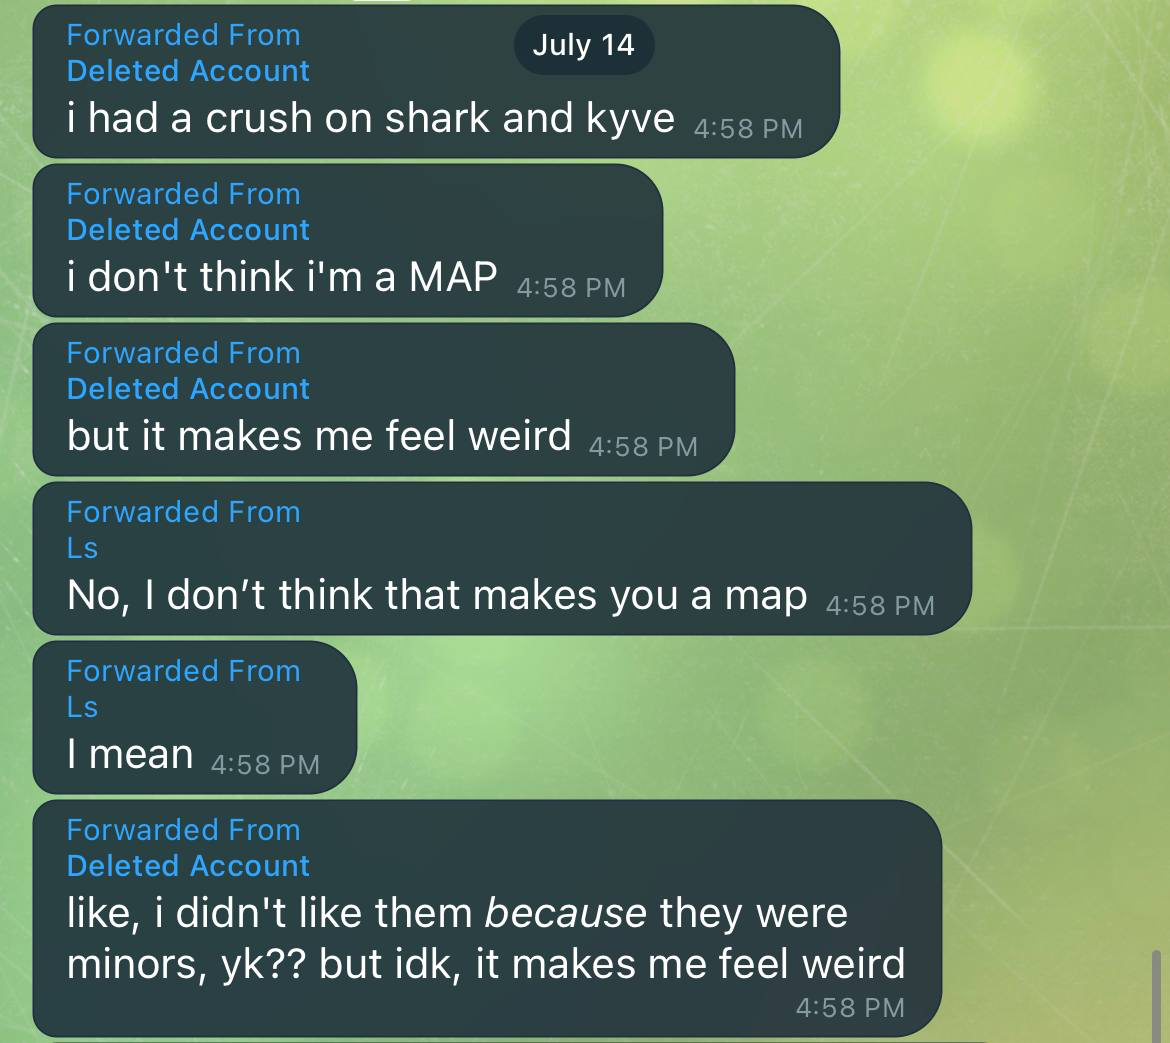 July 14
Forwarded From
Deleted Account
i had a crush on shark and kyve 4:58 PM
Forwarded From
Deleted Account
i don't think i'm a MAP 4:58 PM
Forwarded From
Deleted Account
but it makes me feel weird 4:58 PM
Forwarded From
Ls
No, I don’t think that makes you a map 4:58 PM
Forwarded From
Ls
I mean 4:58 PM
Forwarded From
Deleted Account
like, i didn't like them because they were
minors, yk?? but idk, it makes me feel weird
4:58 PM